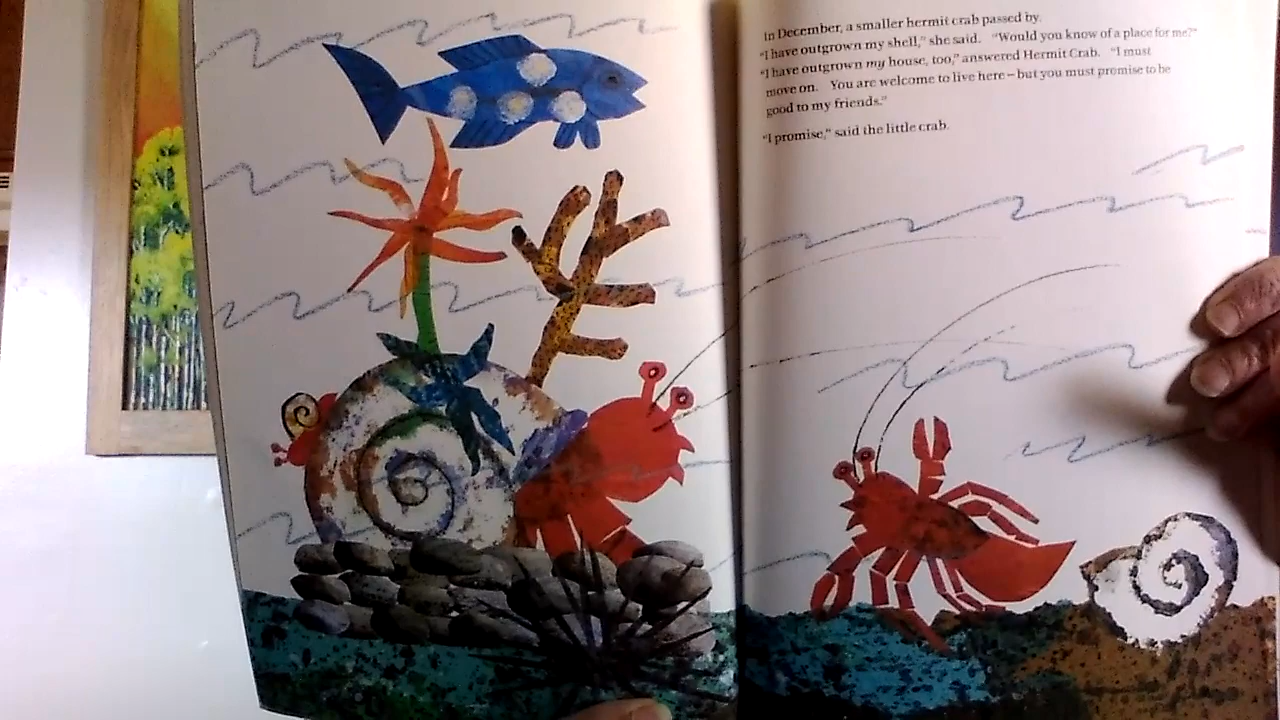 In December, a smaller hermit crab passed by.
"I have outgrown my shell," she said. "Would you know of a place for me?"
"I have outgrown my house, too," answered Hermit Crab. "I must
move on. You are welcome to live here – but you must promise to be
good to my friends."
"I promise," said the little crab.